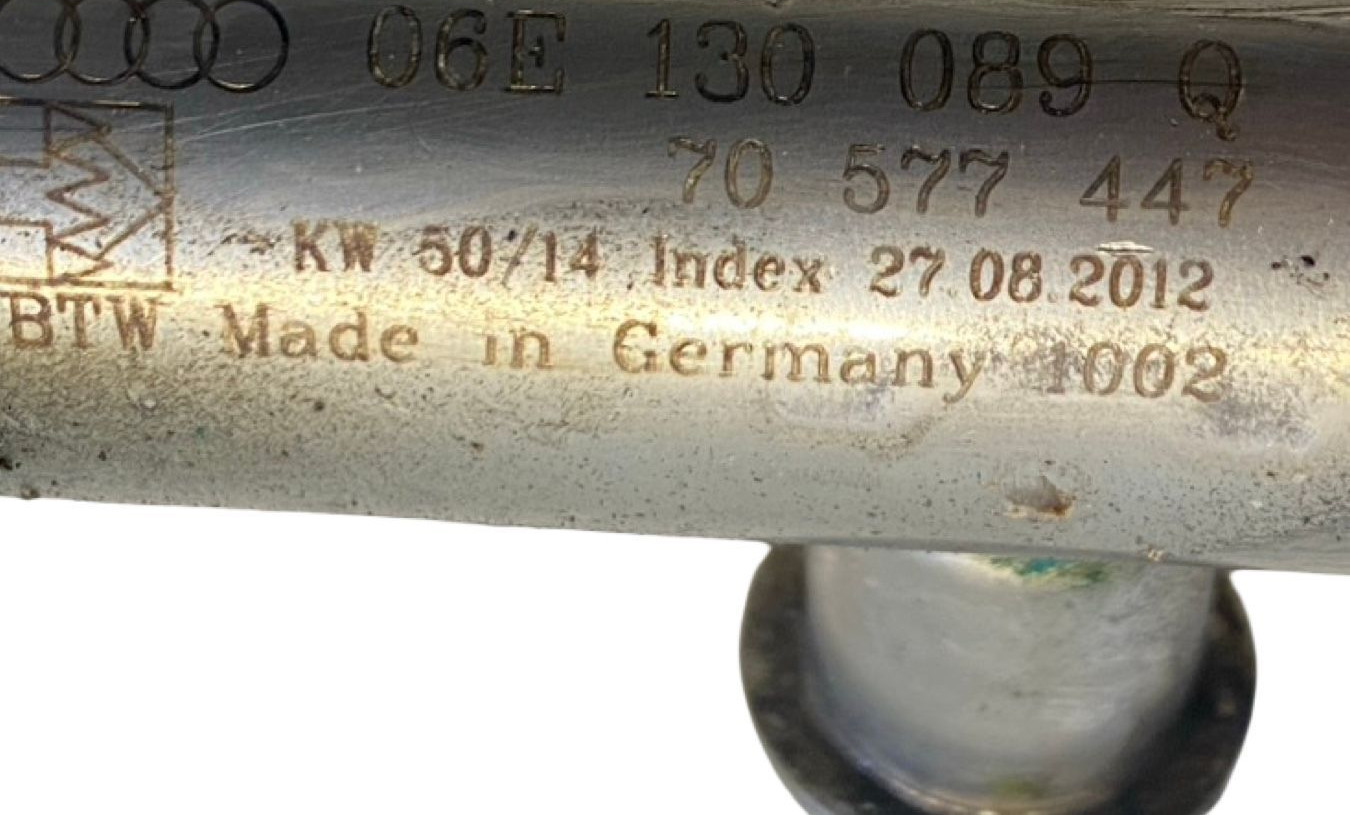 06E 130 089 Q
70 577 447
KW 50/14 Index 27.08.2012
BTW Made in Germany 1002